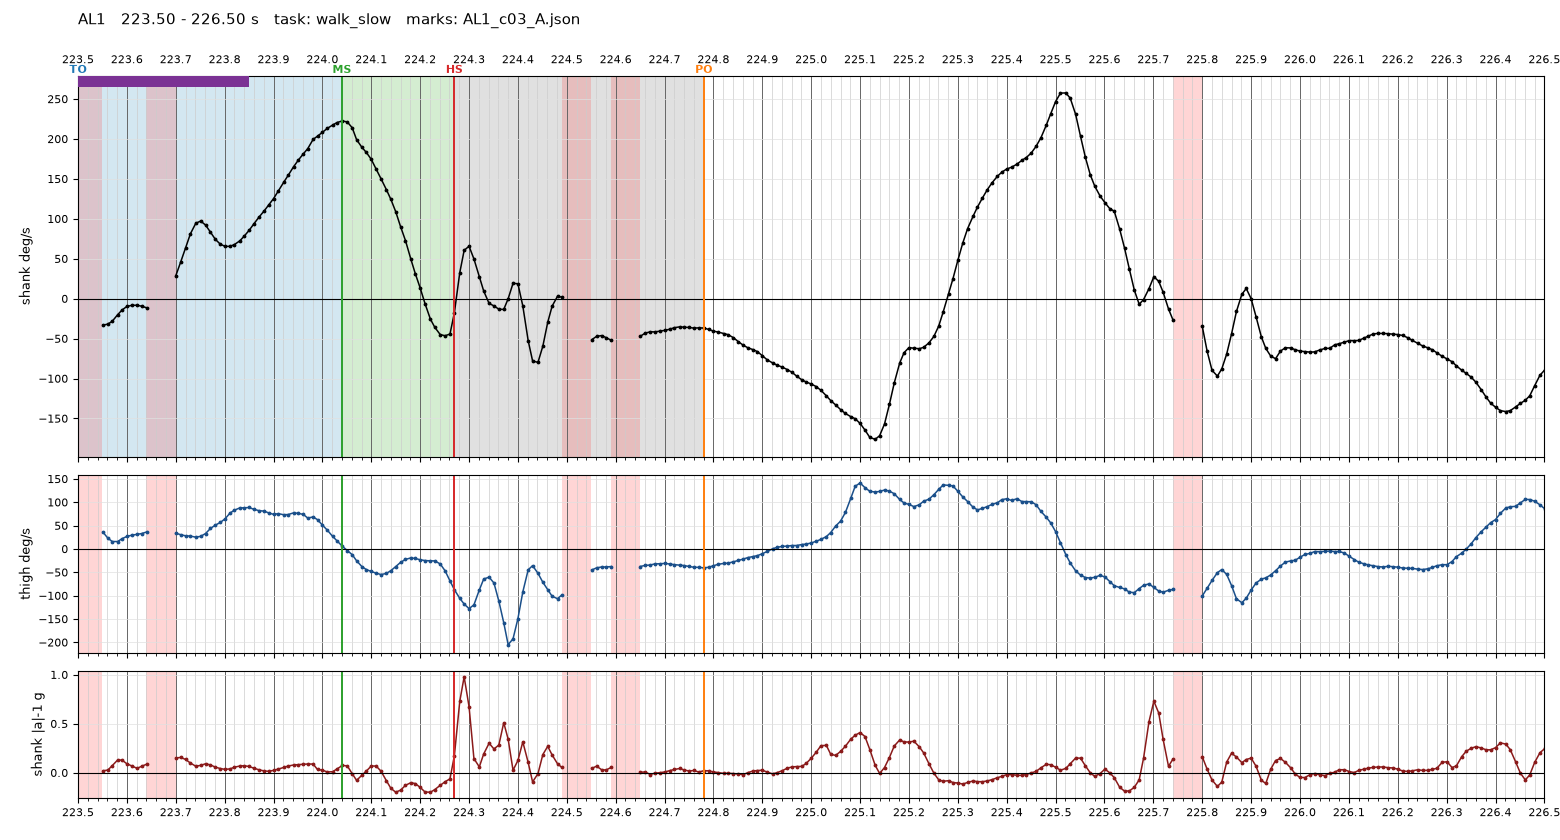 AL1   223.50 - 226.50 s   task: walk_slow   marks: AL1_c03_A.json
223.5 223.6 223.7 223.8 223.9 224.0 224.1 224.2 224.3 224.4 224.5 224.6 224.7 224.8 224.9 225.0 225.1 225.2 225.3 225.4 225.5 225.6 225.7 225.8 225.9 226.0 226.1 226.2 226.3 226.4 226.5
TO MS HS PO
250
200
150
100
50
0
−50
−100
−150
shank deg/s
150
100
50
0
−50
−100
−150
−200
thigh deg/s
1.0
0.5
0.0
shank |a|-1 g
223.5 223.6 223.7 223.8 223.9 224.0 224.1 224.2 224.3 224.4 224.5 224.6 224.7 224.8 224.9 225.0 225.1 225.2 225.3 225.4 225.5 225.6 225.7 225.8 225.9 226.0 226.1 226.2 226.3 226.4 226.5